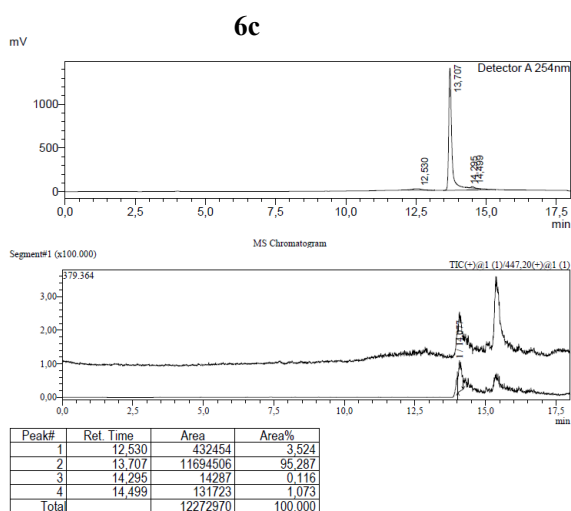 6c
mV
Detector A 254nm
13,707
12,530
14,295
14,499
1000
500
0
0,0 2,5 5,0 7,5 10,0 12,5 15,0 17,5
min
MS Chromatogram
Segment#1 (x100.000)
TIC(+)@1 (1)/447,20(+)@1 (1)
379.364
3,00
2,00
1,00
0,00
14,077
0,0 2,5 5,0 7,5 10,0 12,5 15,0 17,5
min
Peak# Ret. Time Area Area%
1 12,530 432454 3,524
2 13,707 11694506 95,287
3 14,295 14287 0,116
4 14,499 131723 1,073
Total 12272970 100.000